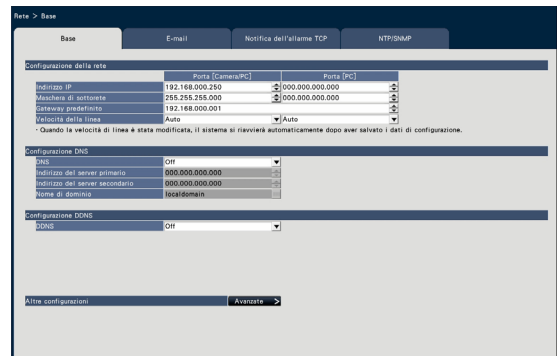 Rete > Base
Base E-mail Notifica dell'allarme TCP NTP/SNMP
Configurazione della rete
Porta [Camera/PC] Porta [PC]
Indirizzo IP 192.168.000.250 000.000.000.000
Maschera di sottorete 255.255.255.000 000.000.000.000
Gateway predefinito 192.168.000.001
Velocità della linea Auto Auto
· Quando la velocità di linea è stata modificata, il sistema si riavvierà automaticamente dopo aver salvato i dati di configurazione.
Configurazione DNS
DNS Off
Indirizzo del server primario 000.000.000.000
Indirizzo del server secondario 000.000.000.000
Nome di dominio localdomain
Configurazione DDNS
DDNS Off
Altre configurazioni Avanzate >